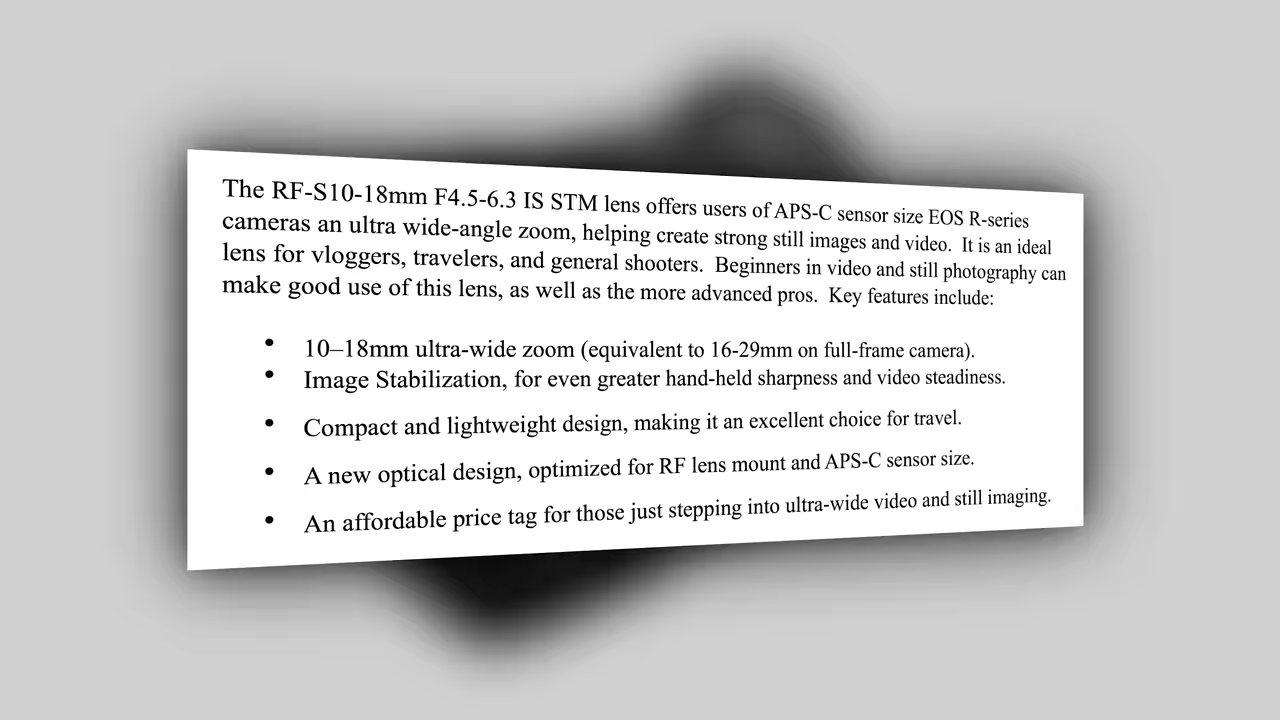 The RF-S10-18mm F4.5-6.3 IS STM lens offers users of APS-C sensor size EOS R-series
cameras an ultra wide-angle zoom, helping create strong still images and video.  It is an ideal
lens for vloggers, travelers, and general shooters.  Beginners in video and still photography can
make good use of this lens, as well as the more advanced pros.  Key features include:
• 10–18mm ultra-wide zoom (equivalent to 16-29mm on full-frame camera).
• Image Stabilization, for even greater hand-held sharpness and video steadiness.
• Compact and lightweight design, making it an excellent choice for travel.
• A new optical design, optimized for RF lens mount and APS-C sensor size.
• An affordable price tag for those just stepping into ultra-wide video and still imaging.